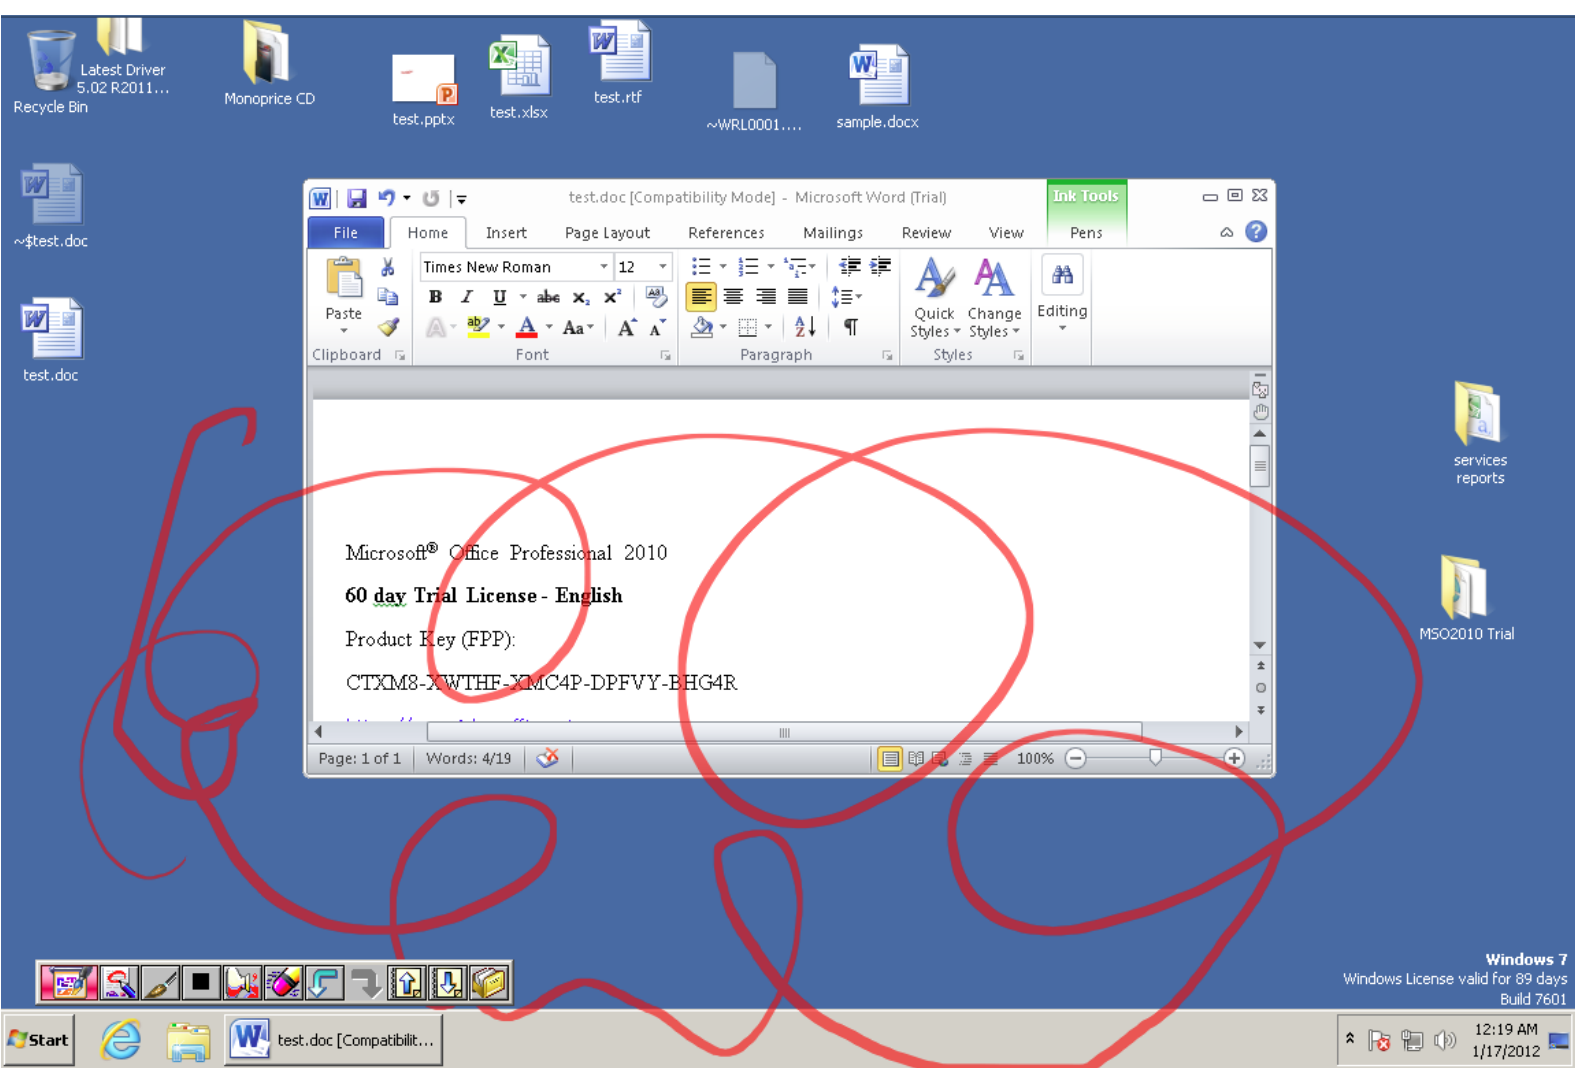 Latest Driver
5.02 R2011...
Recycle Bin
Monoprice CD
test.pptx
test.xlsx
test.rtf
~WRL0001....
sample.docx
~$test.doc
test.doc
test.doc [Compatibility Mode] - Microsoft Word (Trial)
Ink Tools
File Home Insert Page Layout References Mailings Review View Pens
Times New Roman 12
Paste
Quick Styles
Change Styles
Editing
Clipboard Font Paragraph Styles
Microsoft® Office Professional 2010
60 day Trial License - English
Product Key (FPP):
CTXM8-XWTHF-XMC4P-DPFVY-BHG4R
Page: 1 of 1 Words: 4/19 100%
services
reports
MSO2010 Trial
Windows 7
Windows License valid for 89 days
Build 7601
Start
test.doc [Compatibilit...
12:19 AM
1/17/2012